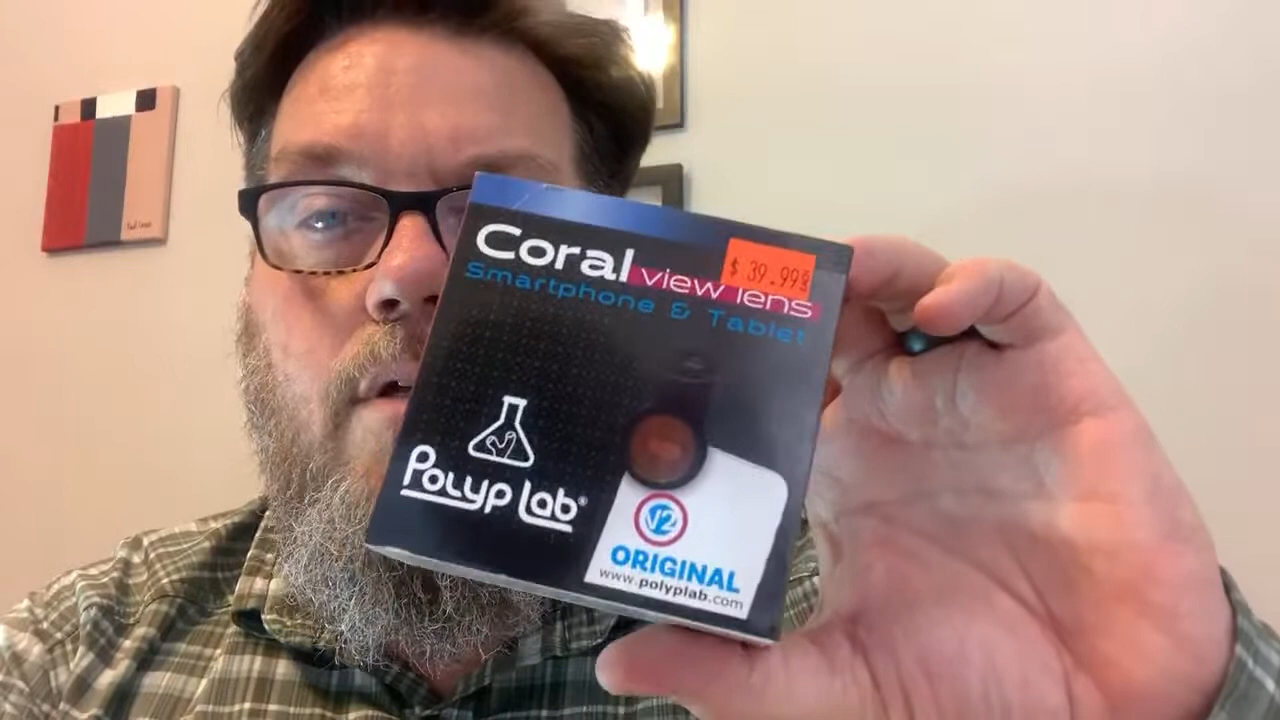 Coral view lens
$ 39.99
Smartphone & Tablet
Polyp Lab®
V2
ORIGINAL
www.polyplab.com